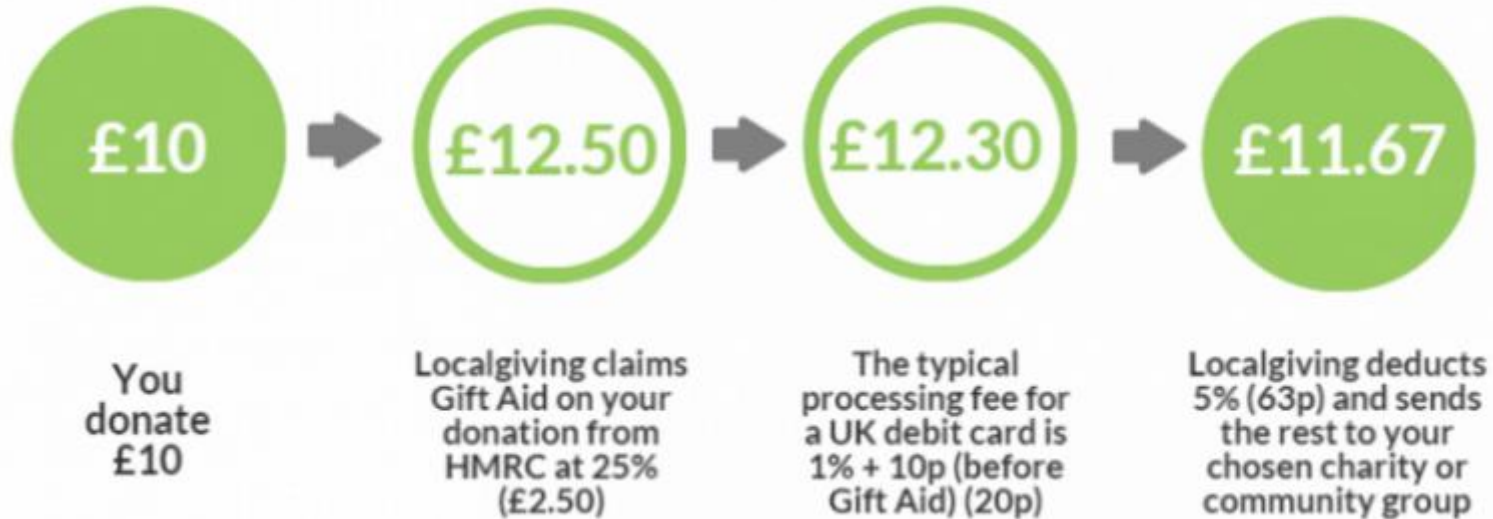 £10
£12.50
£12.30
£11.67
You
donate
£10
Localgiving claims
Gift Aid on your
donation from
HMRC at 25%
(£2.50)
The typical
processing fee for
a UK debit card is
1% + 10p (before
Gift Aid) (20p)
Localgiving deducts
5% (63p) and sends
the rest to your
chosen charity or
community group